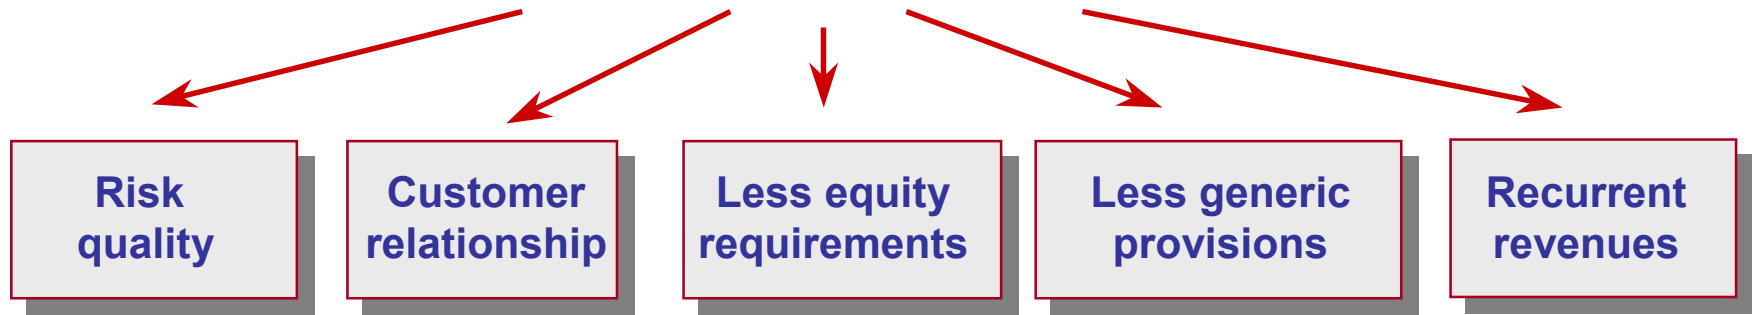 Risk
quality
Customer
relationship
Less equity
requirements
Less generic
provisions
Recurrent
revenues